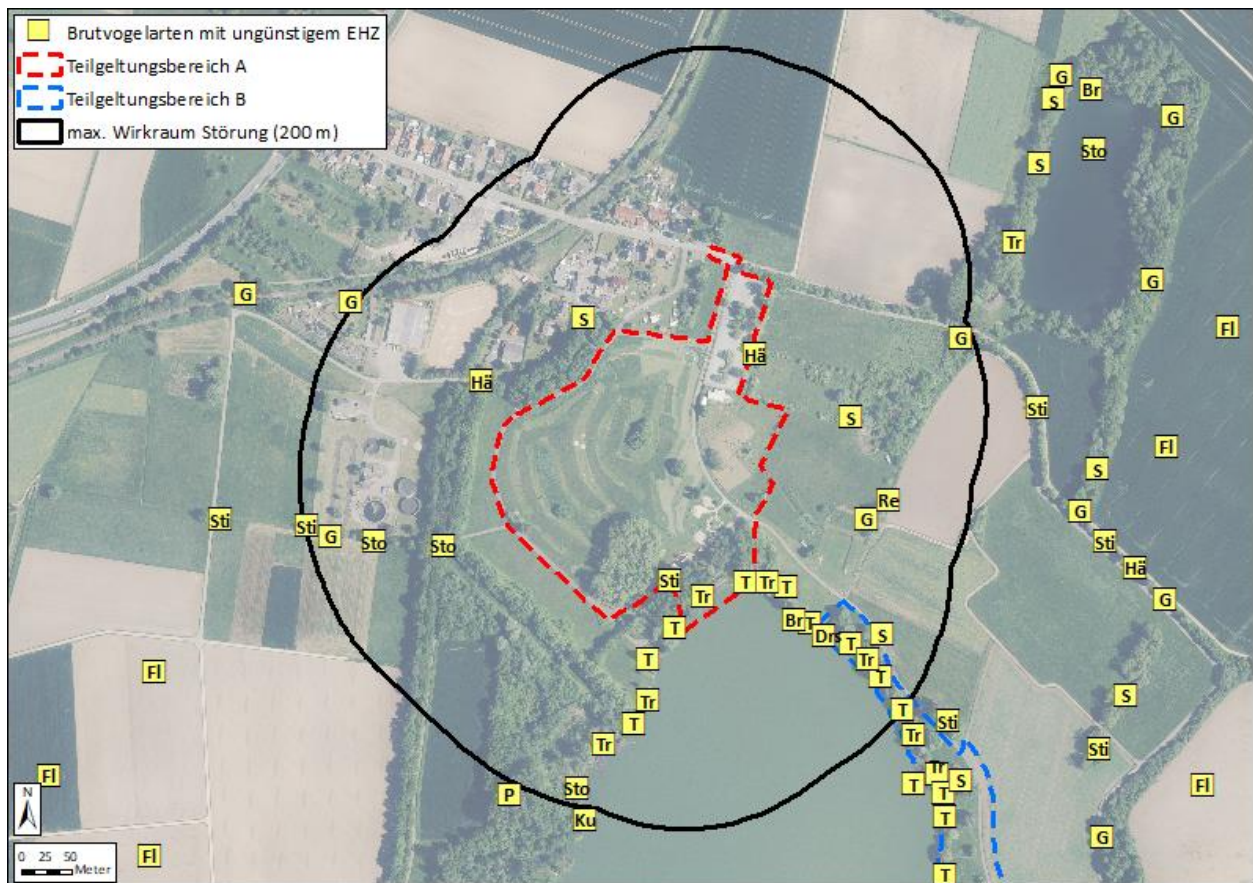 Brutvogelarten mit ungünstigem EHZ
Teilgeltungsbereich A
Teilgeltungsbereich B
max. Wirkraum Störung (200 m)
G
Br
S
G
Sto
S
Tr
G
G
G
S
Fl
G
Hä
Hä
Sti
S
Fl
S
Re
G
G
Sti
Sti
G
Sto
Sto
Sti
Hä
Sti
T
Tr
T
Tr
G
Br
T
T
Drs
S
T
T
Tr
Fl
T
Tr
S
T
Sti
T
Tr
Tr
Sti
Fl
Tr
T
S
Fl
Sto
P
T
Ku
T
G
Fl
T
N
0 25 50
Meter